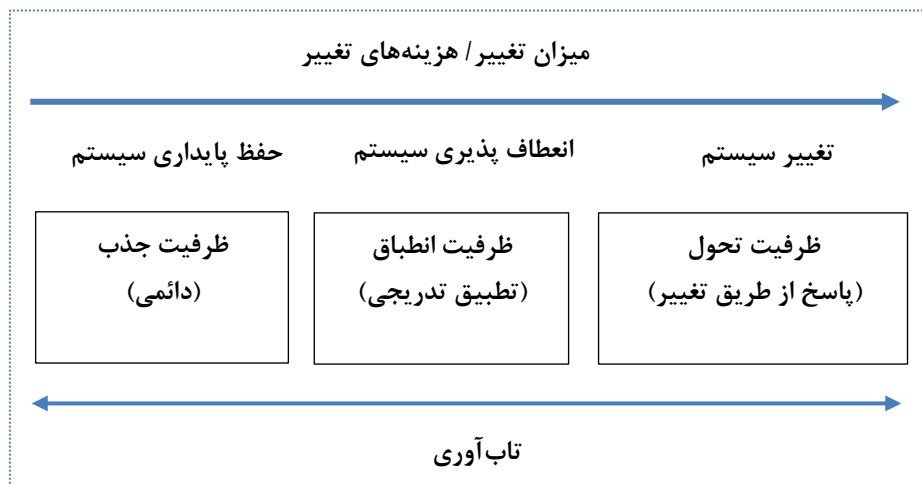 میزان تغییر/ هزینه‌های تغییر
تغییر سیستم
انعطاف پذیری سیستم
حفظ پایداری سیستم
ظرفیت تحول
(پاسخ از طریق تغییر)
ظرفیت انطباق
(تطبیق تدریجی)
ظرفیت جذب
(دائمی)
تاب‌آوری